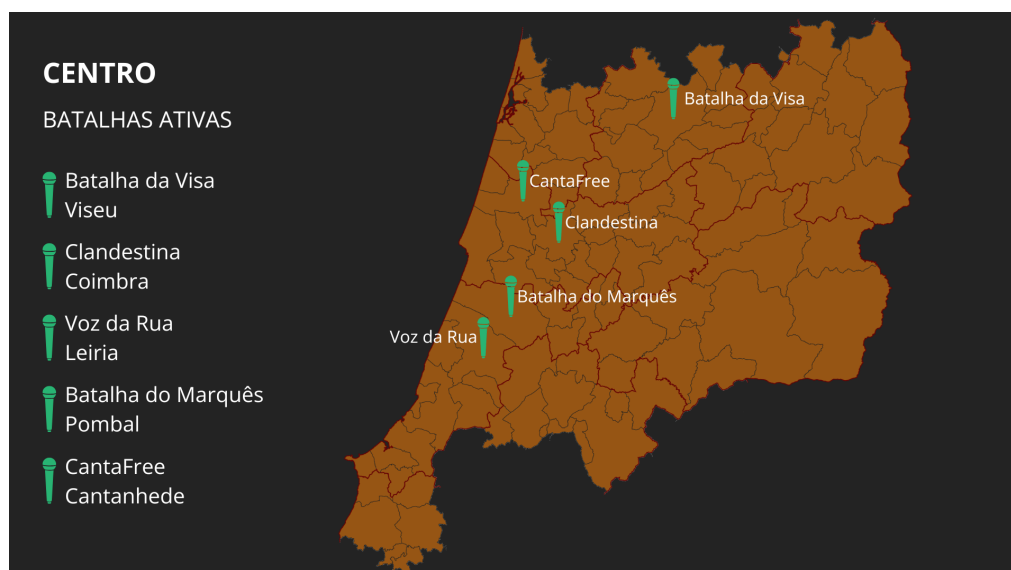 CENTRO
BATALHAS ATIVAS
Batalha da Visa
Viseu
Clandestina
Coimbra
Voz da Rua
Leiria
Batalha do Marquês
Pombal
CantaFree
Cantanhede
Batalha da Visa
CantaFree
Clandestina
Batalha do Marquês
Voz da Rua